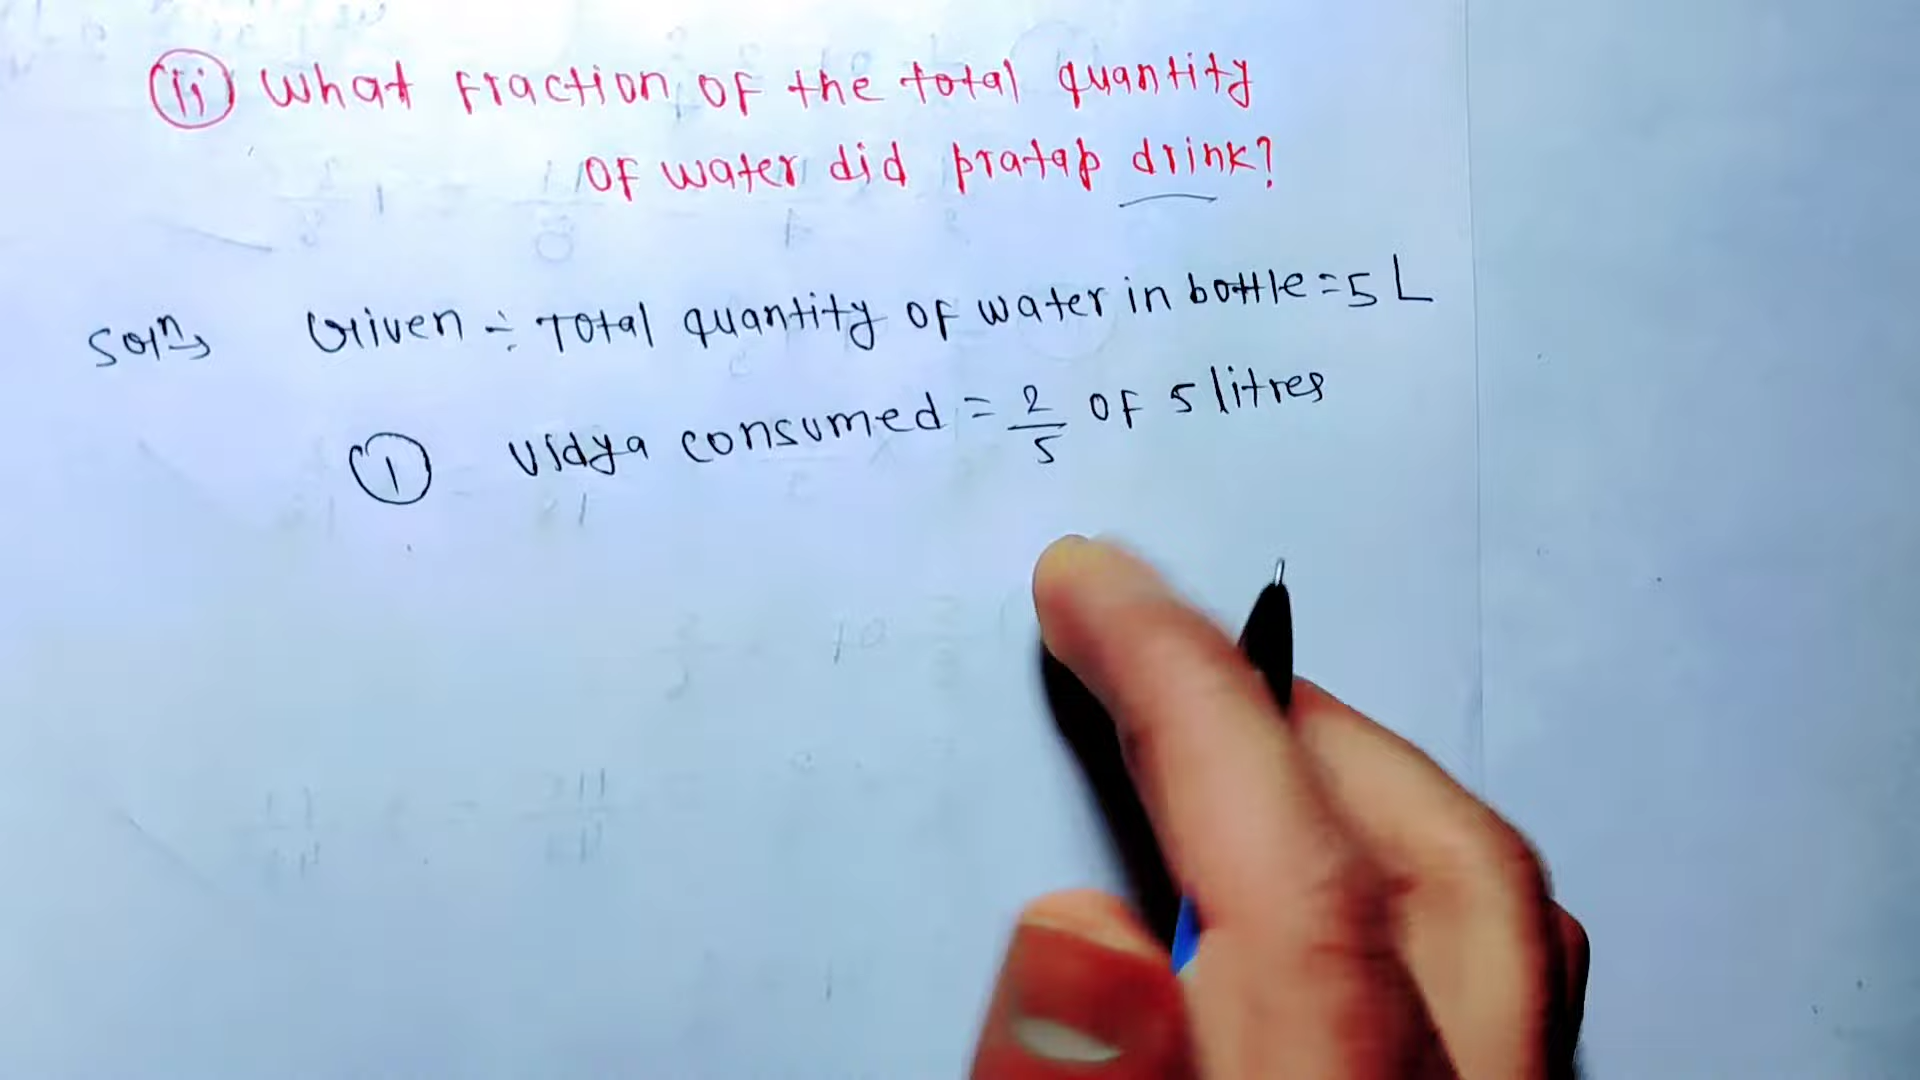 (ii) What fraction of the total quantity
of water did pratap drink?
Solⁿ→ Given ÷ Total quantity of water in bottle = 5 L
① Vidya consumed = 2/5 of 5 litres